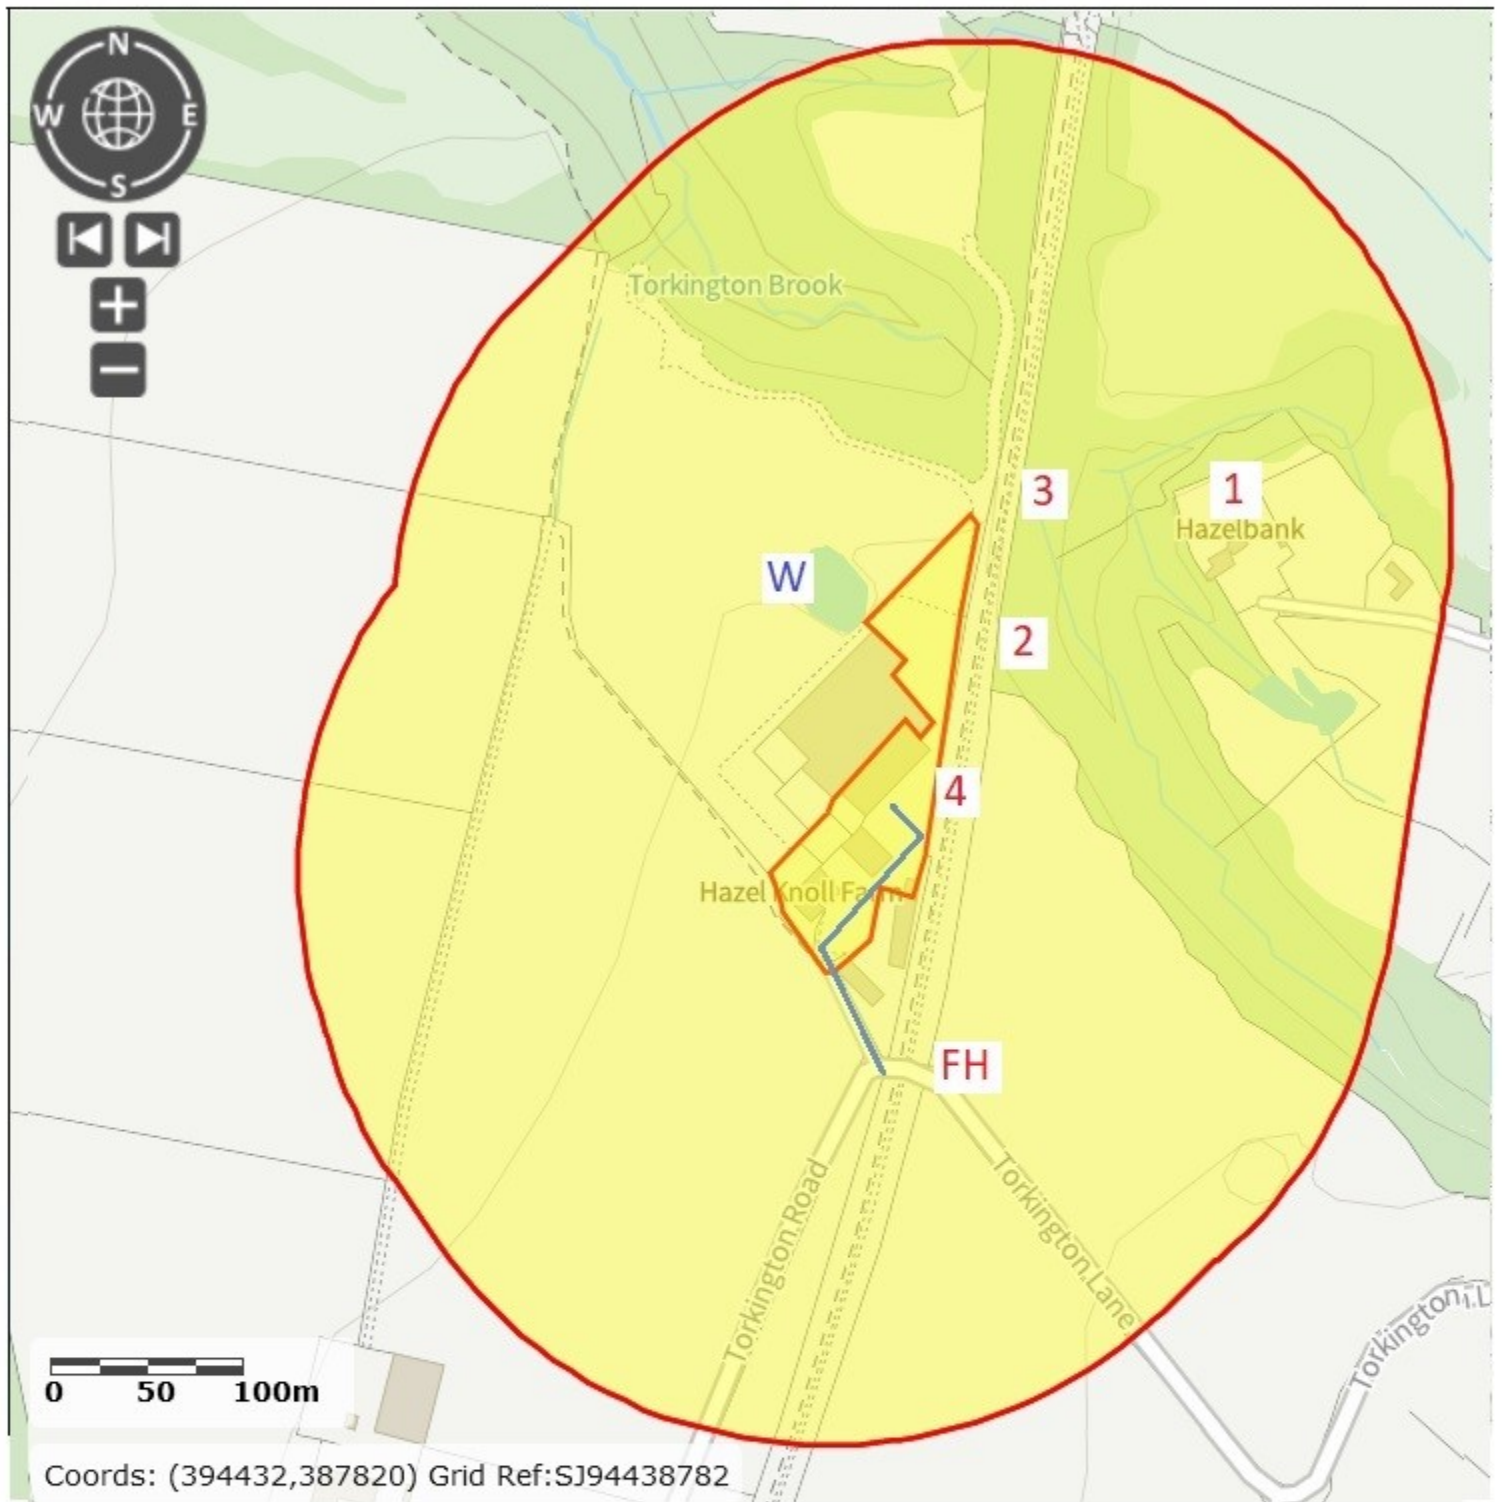 N
W E
S
Torkington Brook
3
1
Hazelbank
W
2
4
Hazel Knoll Farm
FH
Torkington Road
Torkington Lane
Torkington L
0 50 100m
Coords: (394432,387820) Grid Ref:SJ94438782